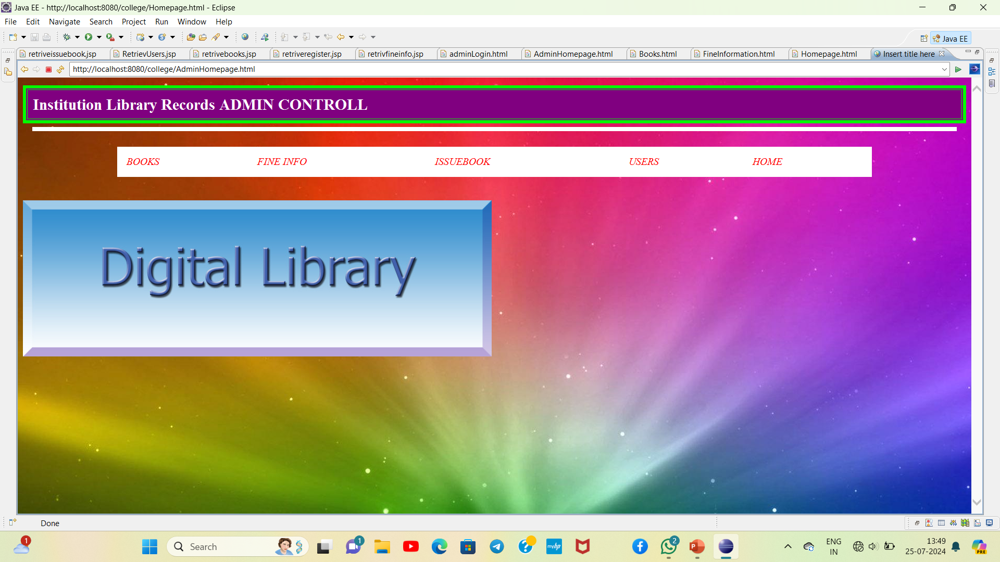 Java EE - http://localhost:8080/college/Homepage.html - Eclipse
File Edit Navigate Search Project Run Window Help
Java EE
retriveissuebook.jsp RetrievUsers.jsp retrivebooks.jsp retriveregister.jsp retrivfineinfo.jsp adminLogin.html AdminHomepage.html Books.html FineInformation.html Homepage.html Insert title here
http://localhost:8080/college/AdminHomepage.html
Institution Library Records ADMIN CONTROLL
BOOKS FINE INFO ISSUEBOOK USERS HOME
Digital Library
Done
1 Search 1 myhp 2 P ENG 13:49
IN 25-07-2024 PRE